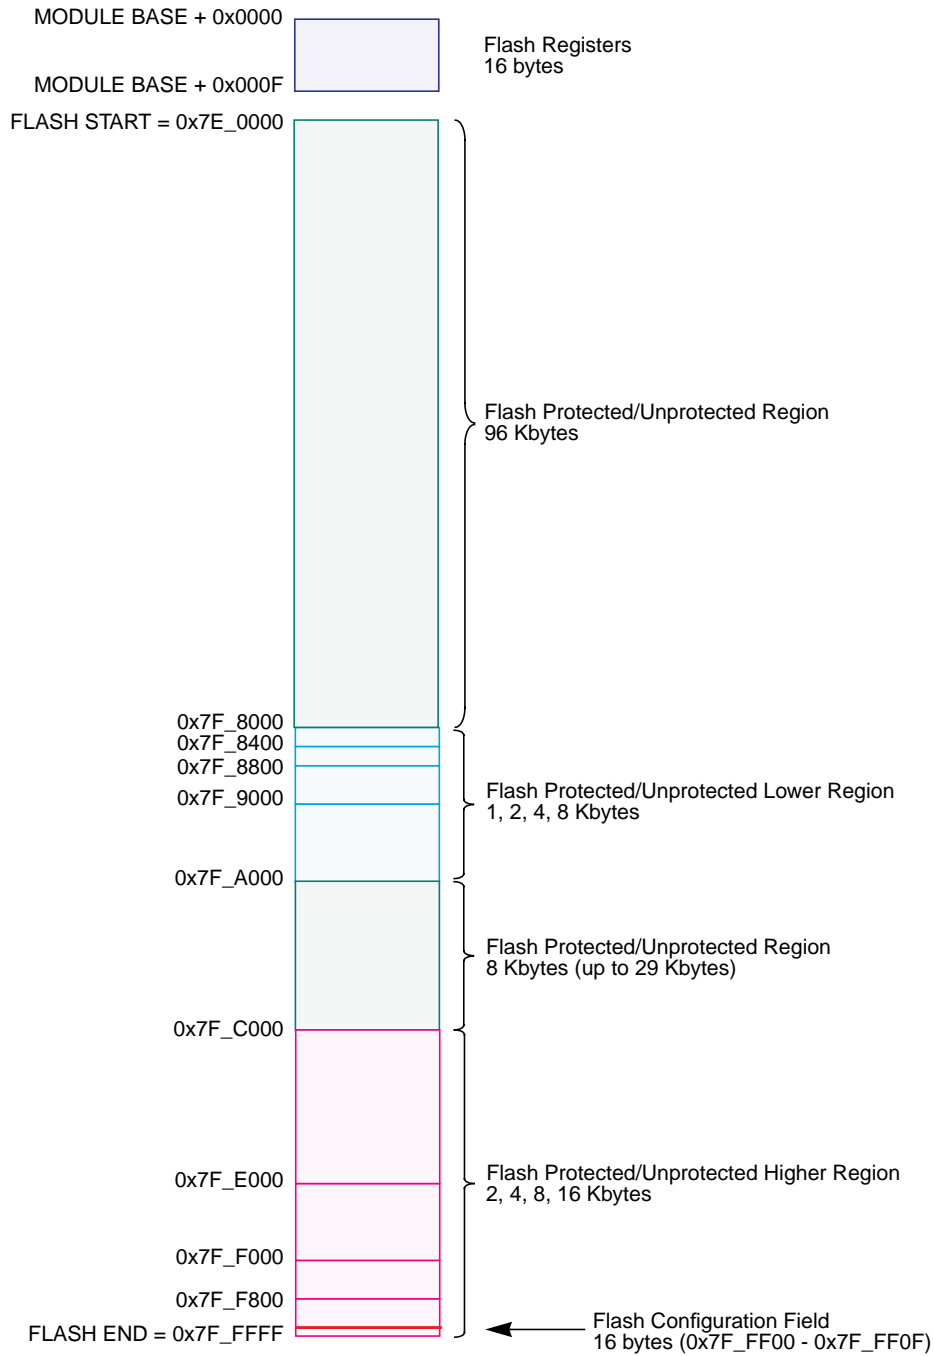 MODULE BASE + 0x0000
Flash Registers
16 bytes
MODULE BASE + 0x000F
FLASH START = 0x7E_0000
Flash Protected/Unprotected Region
96 Kbytes
0x7F_8000
0x7F_8400
0x7F_8800
0x7F_9000
Flash Protected/Unprotected Lower Region
1, 2, 4, 8 Kbytes
0x7F_A000
Flash Protected/Unprotected Region
8 Kbytes (up to 29 Kbytes)
0x7F_C000
Flash Protected/Unprotected Higher Region
2, 4, 8, 16 Kbytes
0x7F_E000
0x7F_F000
0x7F_F800
FLASH END = 0x7F_FFFF
Flash Configuration Field
16 bytes (0x7F_FF00 - 0x7F_FF0F)